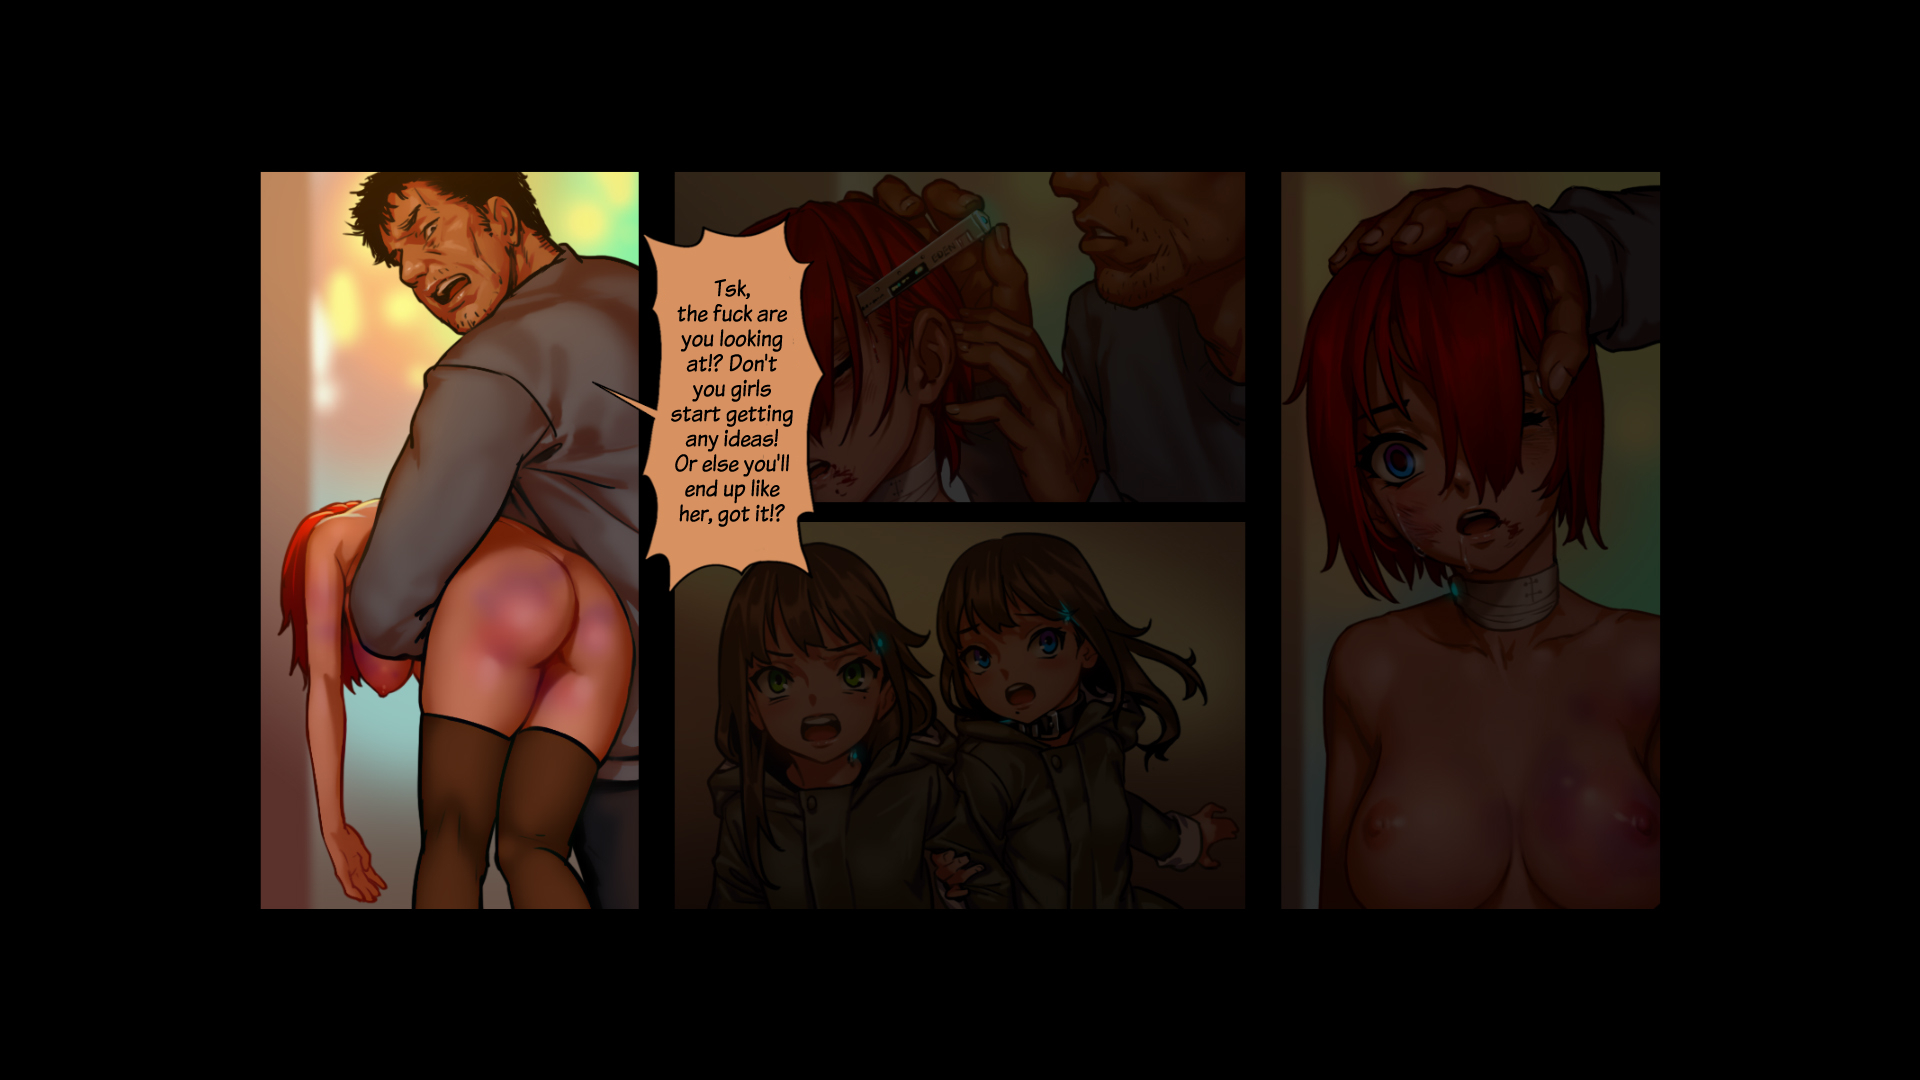 Tsk,
the fuck are
you looking
at!? Don't
you girls
start getting
any ideas!
Or else you'll
end up like
her, got it!?